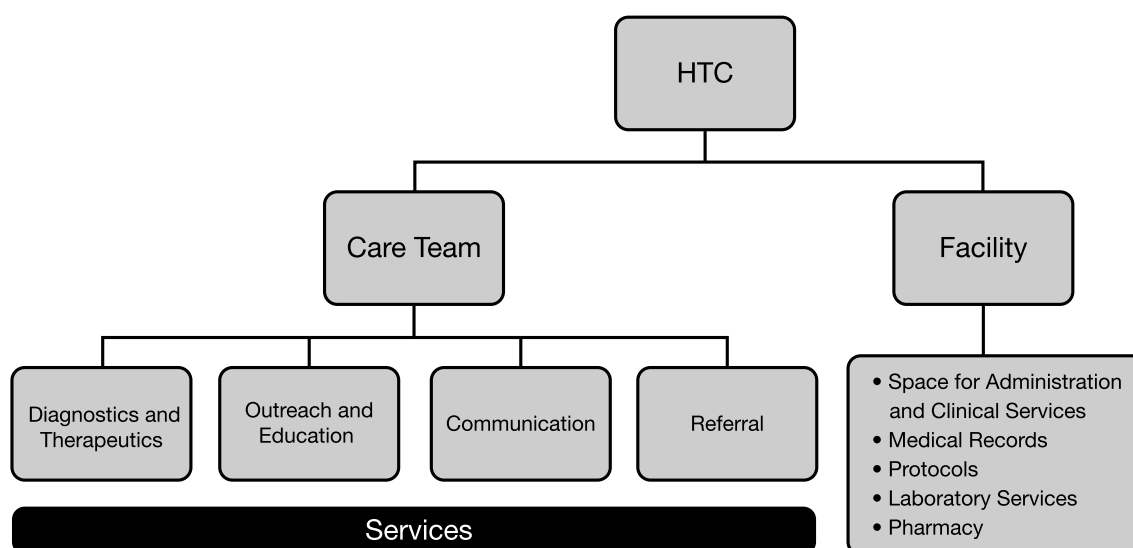 HTC
Care Team
Facility
Diagnostics and
Therapeutics
Outreach and
Education
Communication
Referral
• Space for Administration
and Clinical Services
• Medical Records
• Protocols
• Laboratory Services
• Pharmacy
Services